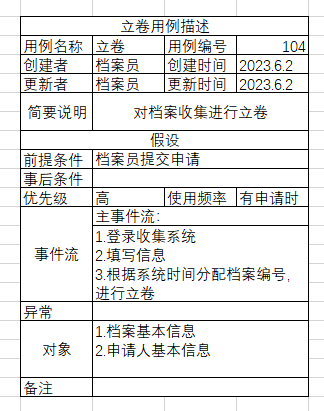 立卷用例描述
用例名称 立卷 用例编号 104
创建者 档案员 创建时间 2023.6.2
更新者 档案员 更新时间 2023.6.2
简要说明 对档案收集进行立卷
假设
前提条件 档案员提交申请
事后条件
优先级 高 使用频率 有申请时
主事件流：
事件流
1.登录收集系统
2.填写信息
3.根据系统时间分配档案编号，
进行立卷
异常
对象
1.档案基本信息
2.申请人基本信息
备注